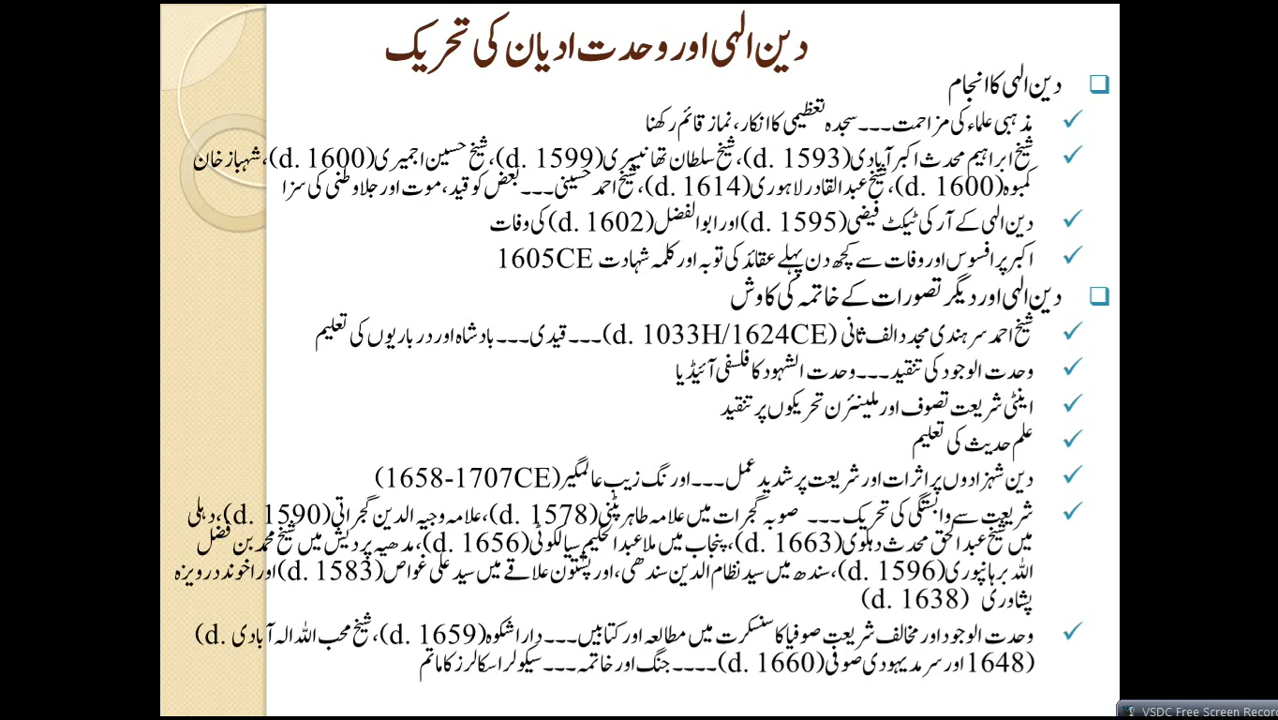 دین الٰہی اور وحدت ادیان کی تحریک
دین الٰہی کا انجام
مذہبی علماء کی مزاحمت۔۔۔ سجدہ تعظیمی کا انکار، نماز قائم رکھنا
شیخ ابراہیم محدث اکبر آبادی (d. 1593)، شیخ سلطان تھانیسری (d. 1599)، شیخ حسین اجمیری (d. 1600)، شہباز خان
کمبوہ (d. 1600)، شیخ عبدالقادر لاہوری (d. 1614)، شیخ احمد حسینی۔۔۔ بعض کو قید، موت اور جلاوطنی کی سزا
دین الٰہی کے آرکی ٹیکٹ فیضی (d. 1595) اور ابوالفضل (d. 1602) کی وفات
اکبر پر افسوس اور وفات سے کچھ دن پہلے عقائد کی توبہ اور کلمہ شہادت 1605CE
دین الٰہی اور دیگر تصورات کے خاتمہ کی کاوش
شیخ احمد سرہندی مجدد الف ثانی (d. 1033H/1624CE)۔۔۔ قیدی۔۔۔ بادشاہ اور درباریوں کی تعلیم
وحدت الوجود کی تنقید۔۔۔ وحدت الشہود کا فلسفی آئیڈیا
اینٹی شریعت تصوف اور ملینئرن تحریکوں پر تنقید
علم حدیث کی تعلیم
دین شہزادوں پر اثرات اور شریعت پر شدید عمل۔۔۔ اورنگ زیب عالمگیر (1658-1707CE)
شریعت سے وابستگی کی تحریک۔۔۔ صوبہ گجرات میں علامہ طاہر پٹنی (d. 1578)، علامہ وجیہ الدین گجراتی (d. 1590)، دہلی
میں شیخ عبدالحق محدث دہلوی (d. 1663)، پنجاب میں ملا عبدالحلیم سیالکوٹی (d. 1656)، مدھیہ پردیش میں شیخ محمد بن فضل
اللہ برہانپوری (d. 1596)، سندھ میں سید نظام الدین سندھی، اور پشتون علاقے میں سید علی غواص (d. 1583) اور اخوند درویزہ
پشاوری (d. 1638)
وحدت الوجود اور مخالف شریعت صوفیا کا سنسکرت میں مطالعہ اور کتابیں۔۔۔ دارا شکوہ (d. 1659)، شیخ محب اللہ الہ آبادی (d.
1648) اور سرمد یہودی صوفی (d. 1660)۔۔۔۔ جنگ اور خاتمہ۔۔۔ سیکولر اسکالرز کا ماتم
VSDC Free Screen Recor